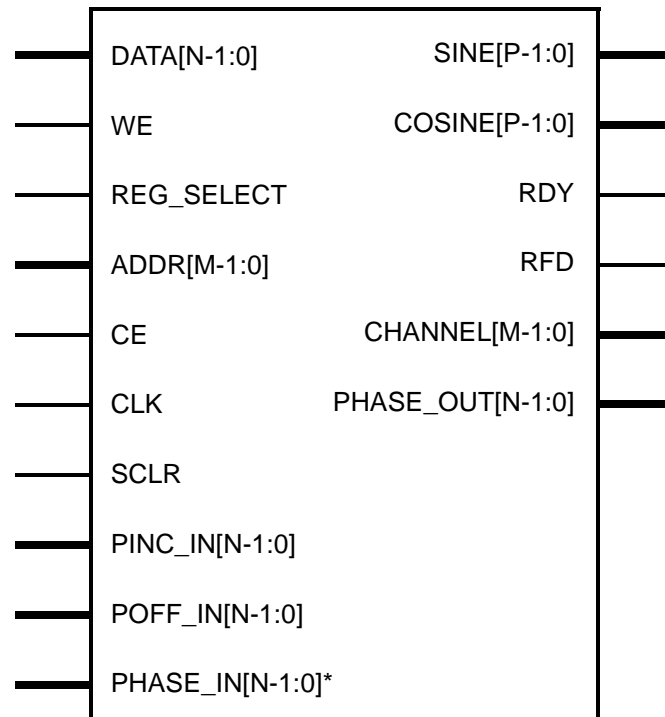 DATA[N-1:0] SINE[P-1:0]
WE COSINE[P-1:0]
REG_SELECT RDY
ADDR[M-1:0] RFD
CE CHANNEL[M-1:0]
CLK PHASE_OUT[N-1:0]
SCLR
PINC_IN[N-1:0]
POFF_IN[N-1:0]
PHASE_IN[N-1:0]*